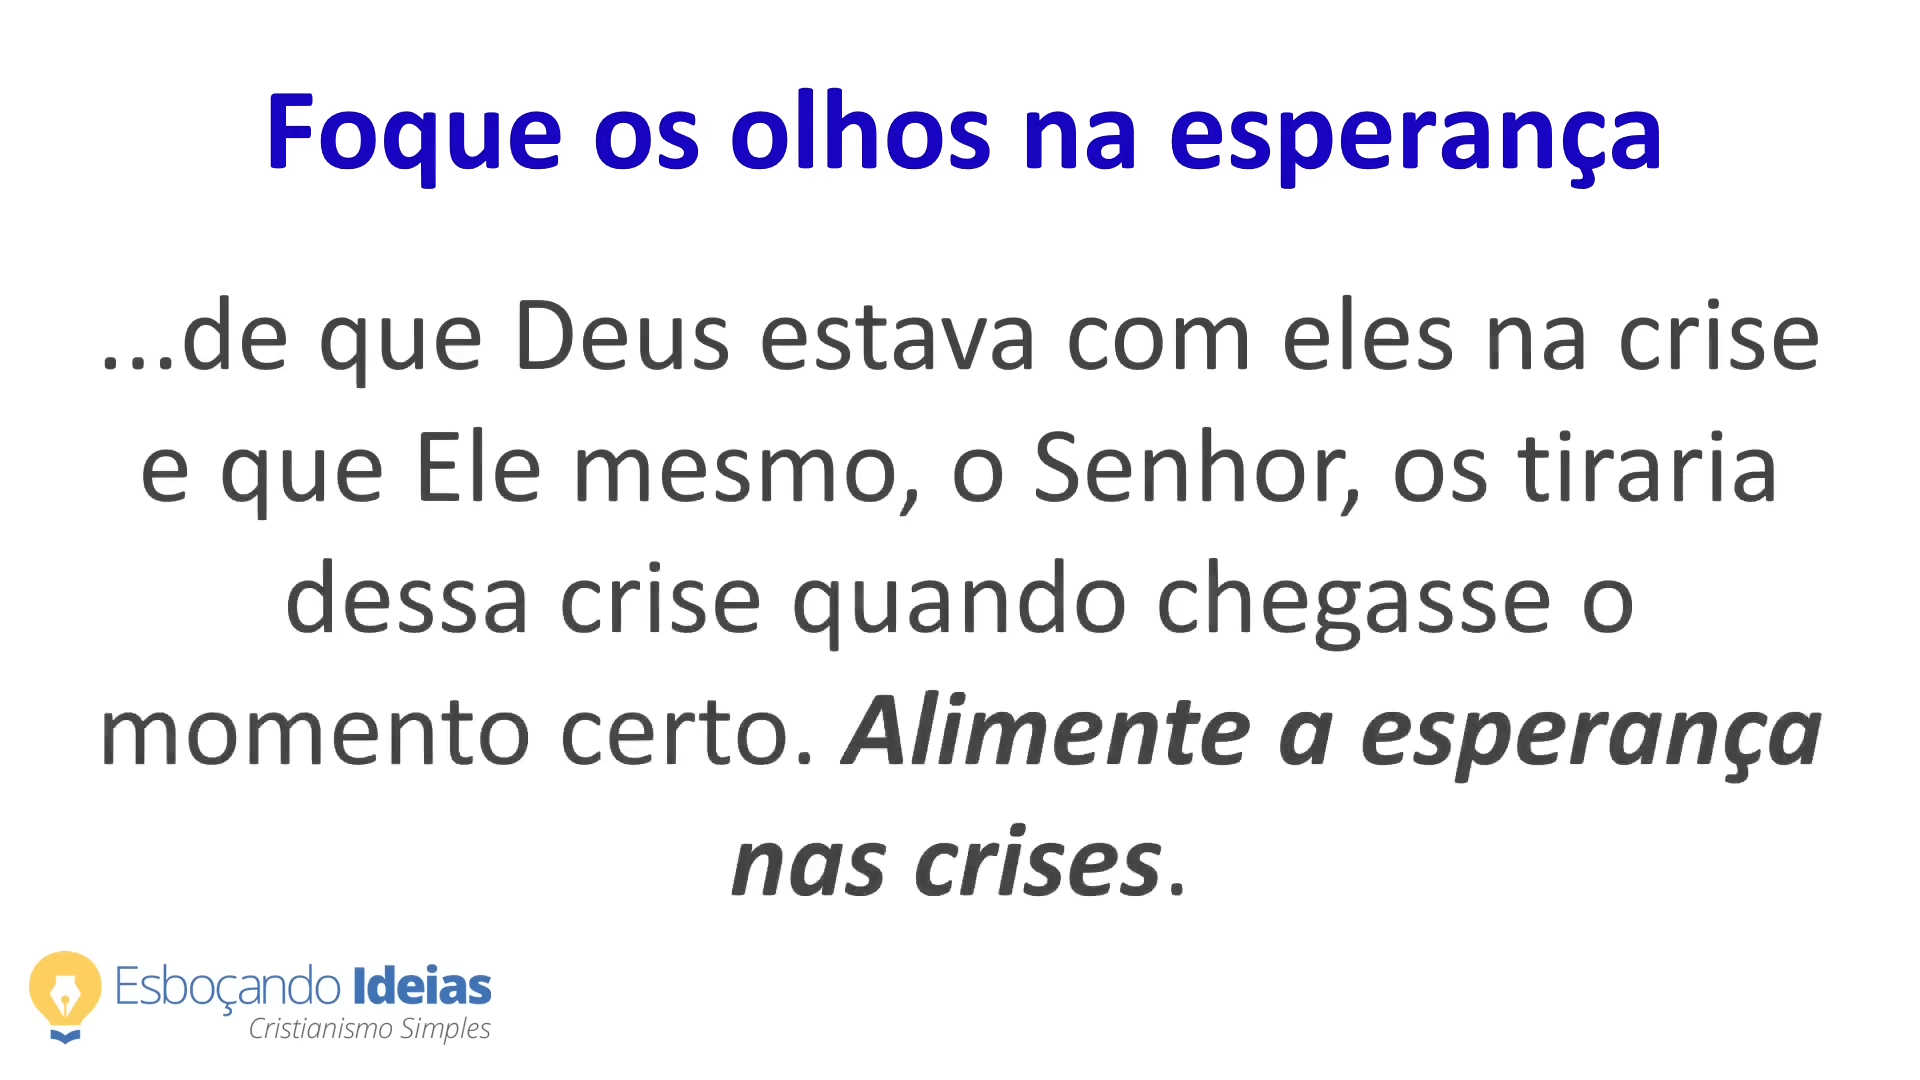 Foque os olhos na esperança
...de que Deus estava com eles na crise
e que Ele mesmo, o Senhor, os tiraria
dessa crise quando chegasse o
momento certo. Alimente a esperança
nas crises.
Esboçando Ideias
Cristianismo Simples